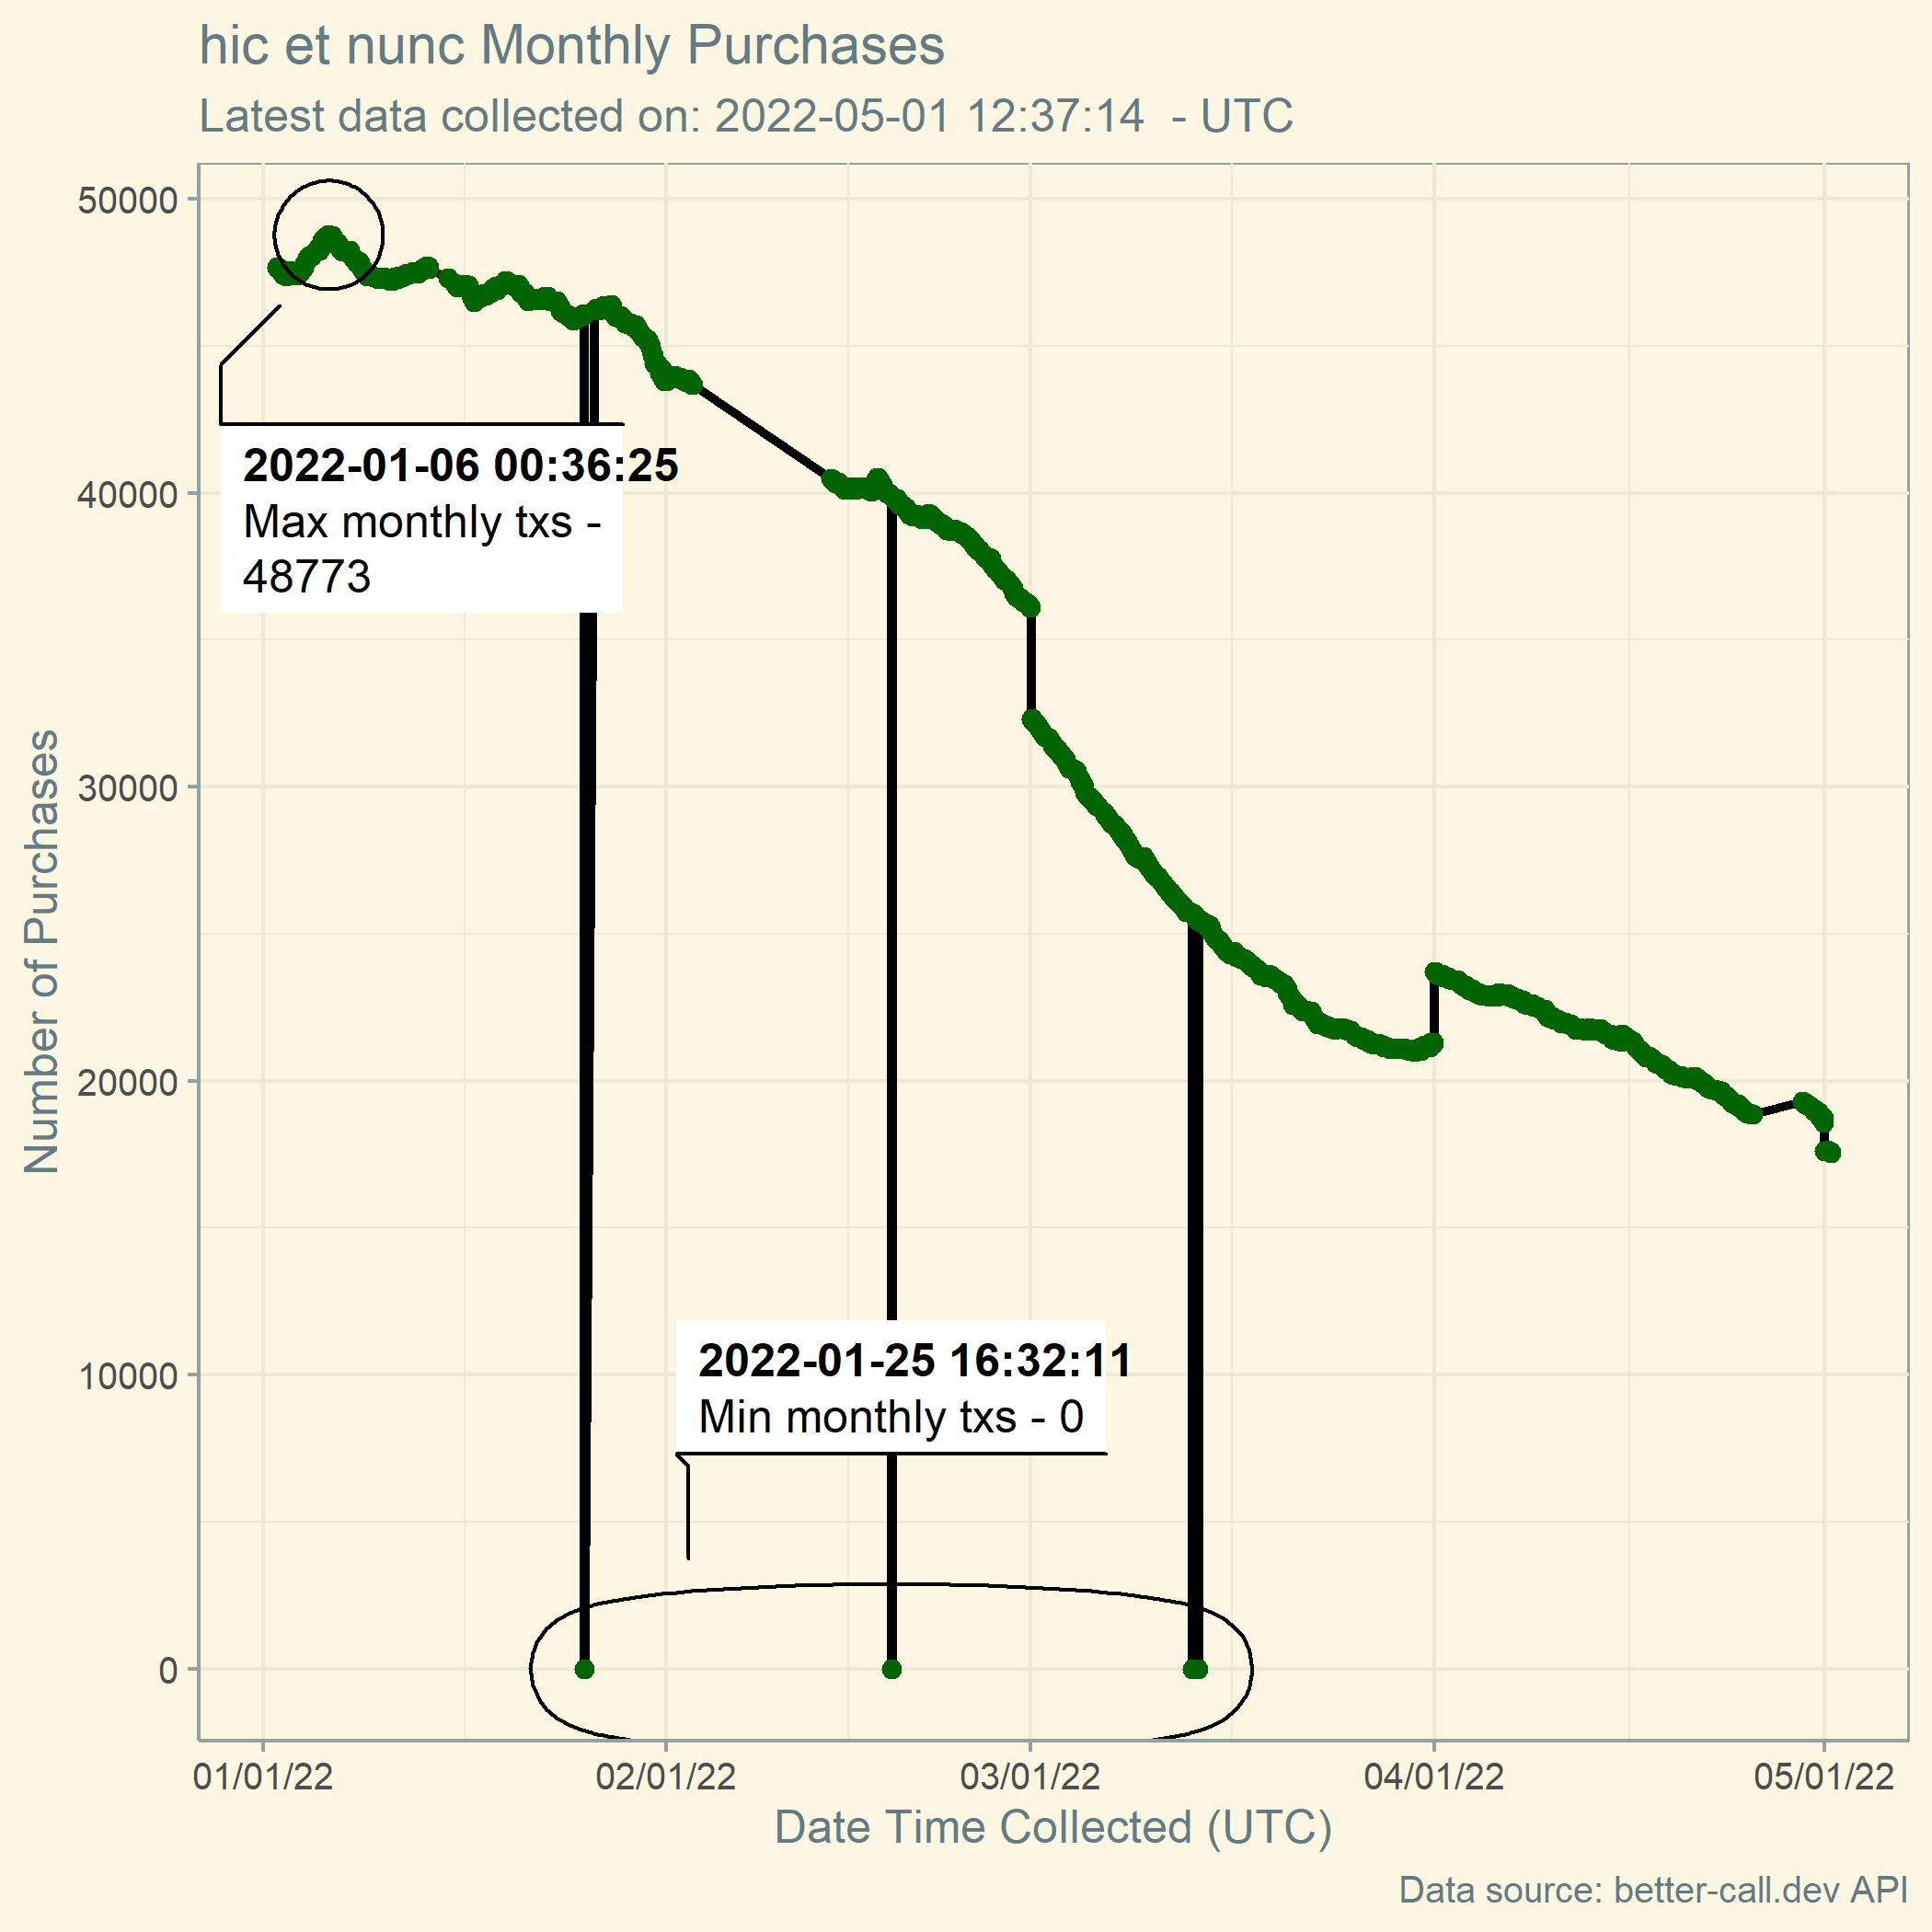 hic et nunc Monthly Purchases
Latest data collected on: 2022-05-01 12:37:14  - UTC
50000
40000
30000
20000
10000
0
Number of Purchases
2022-01-06 00:36:25
Max monthly txs -
48773
2022-01-25 16:32:11
Min monthly txs - 0
01/01/22
02/01/22
03/01/22
04/01/22
05/01/22
Date Time Collected (UTC)
Data source: better-call.dev API